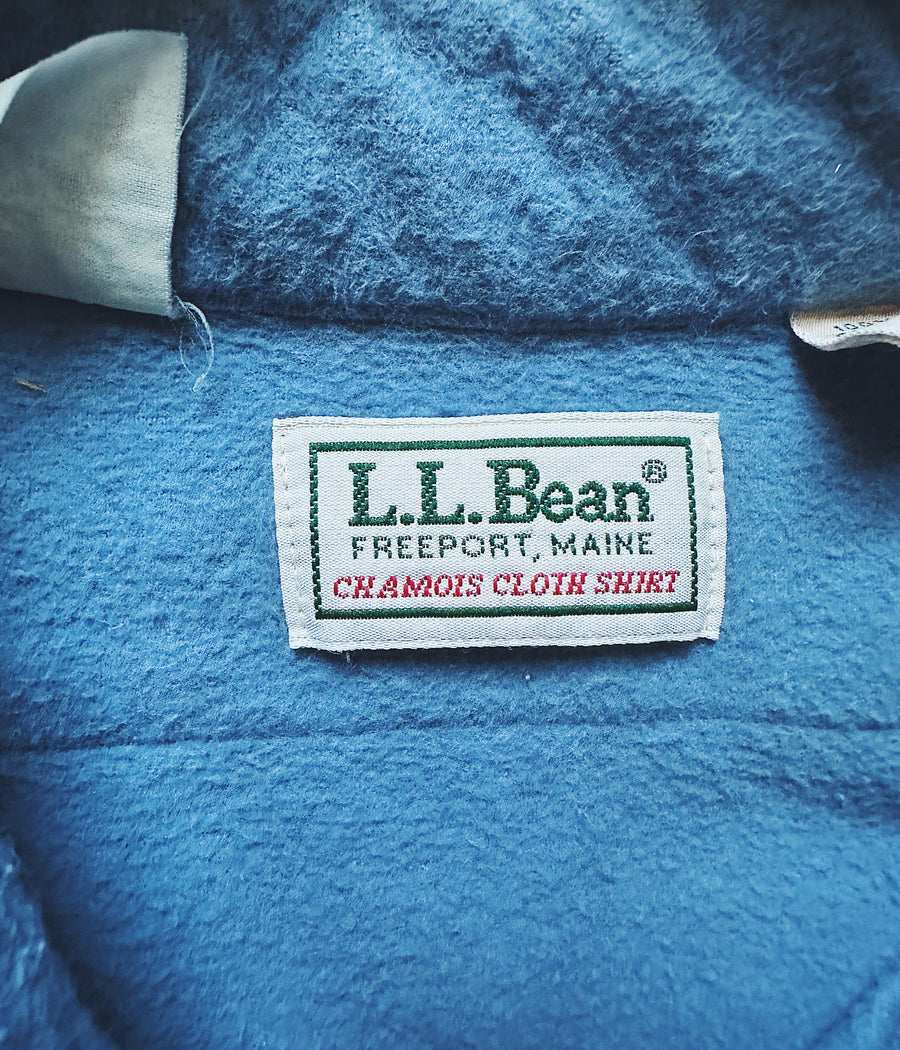 L.L.Bean®
FREEPORT, MAINE
CHAMOIS CLOTH SHIRT